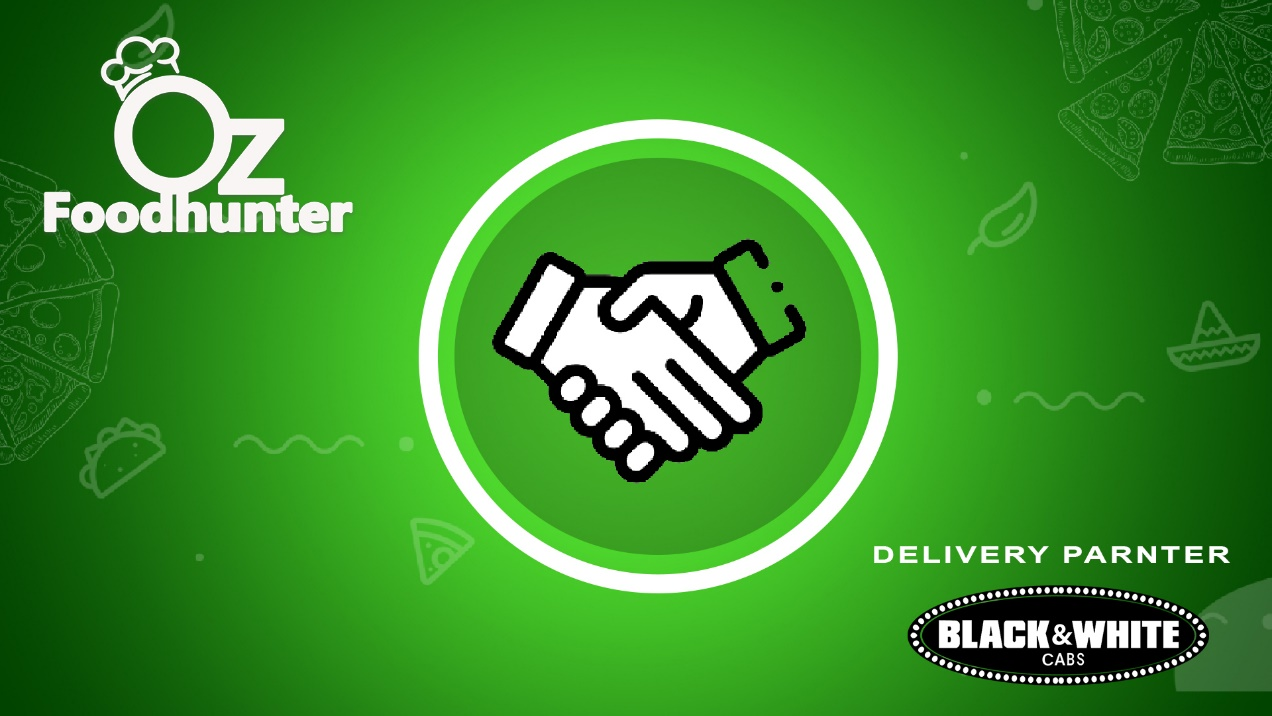 Oz
Foodhunter
DELIVERY PARNTER
BLACK&WHITE
CABS